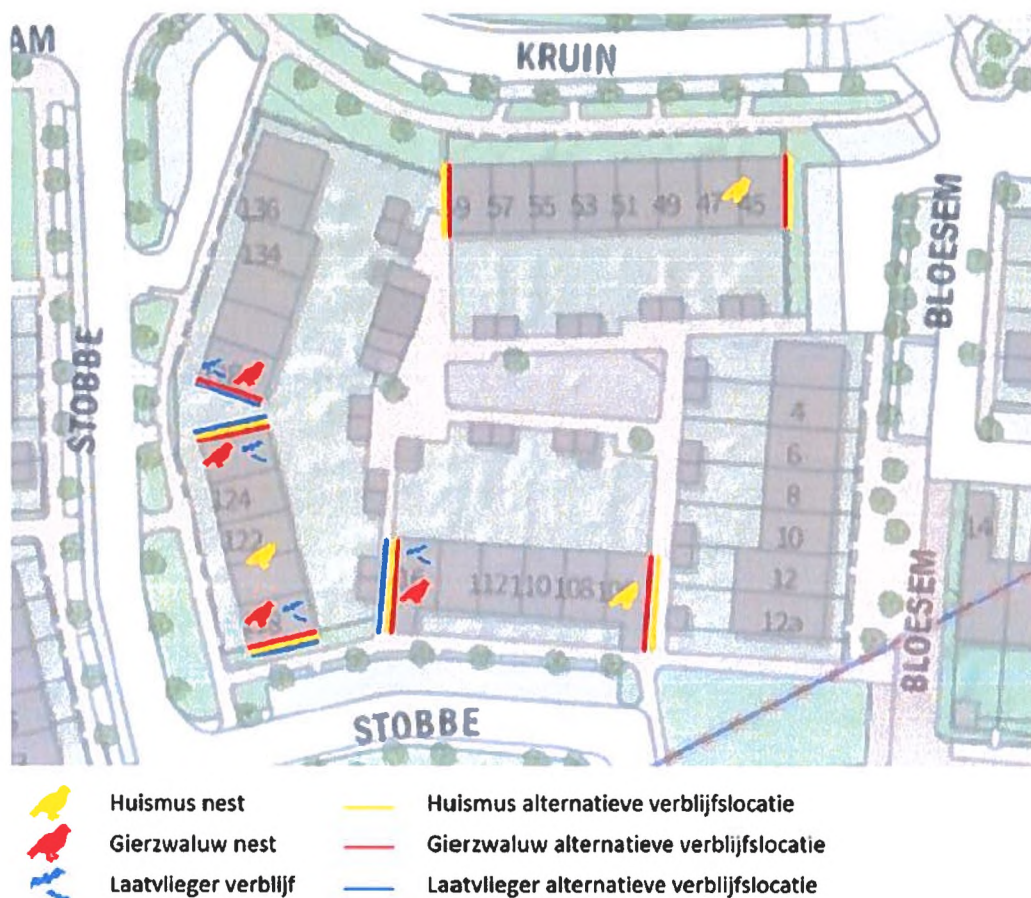 AM
KRUIN
STOBBE
BLOESEM
BLOESEM
STOBBE
136
134
57 55 53 51 49 47 45
124
122
112 110 108
4
6
8
10
12
12a
14
Huismus nest
Huismus alternatieve verblijfslocatie
Gierzwaluw nest
Gierzwaluw alternatieve verblijfslocatie
Laatvlieger verblijf
Laatvlieger alternatieve verblijfslocatie